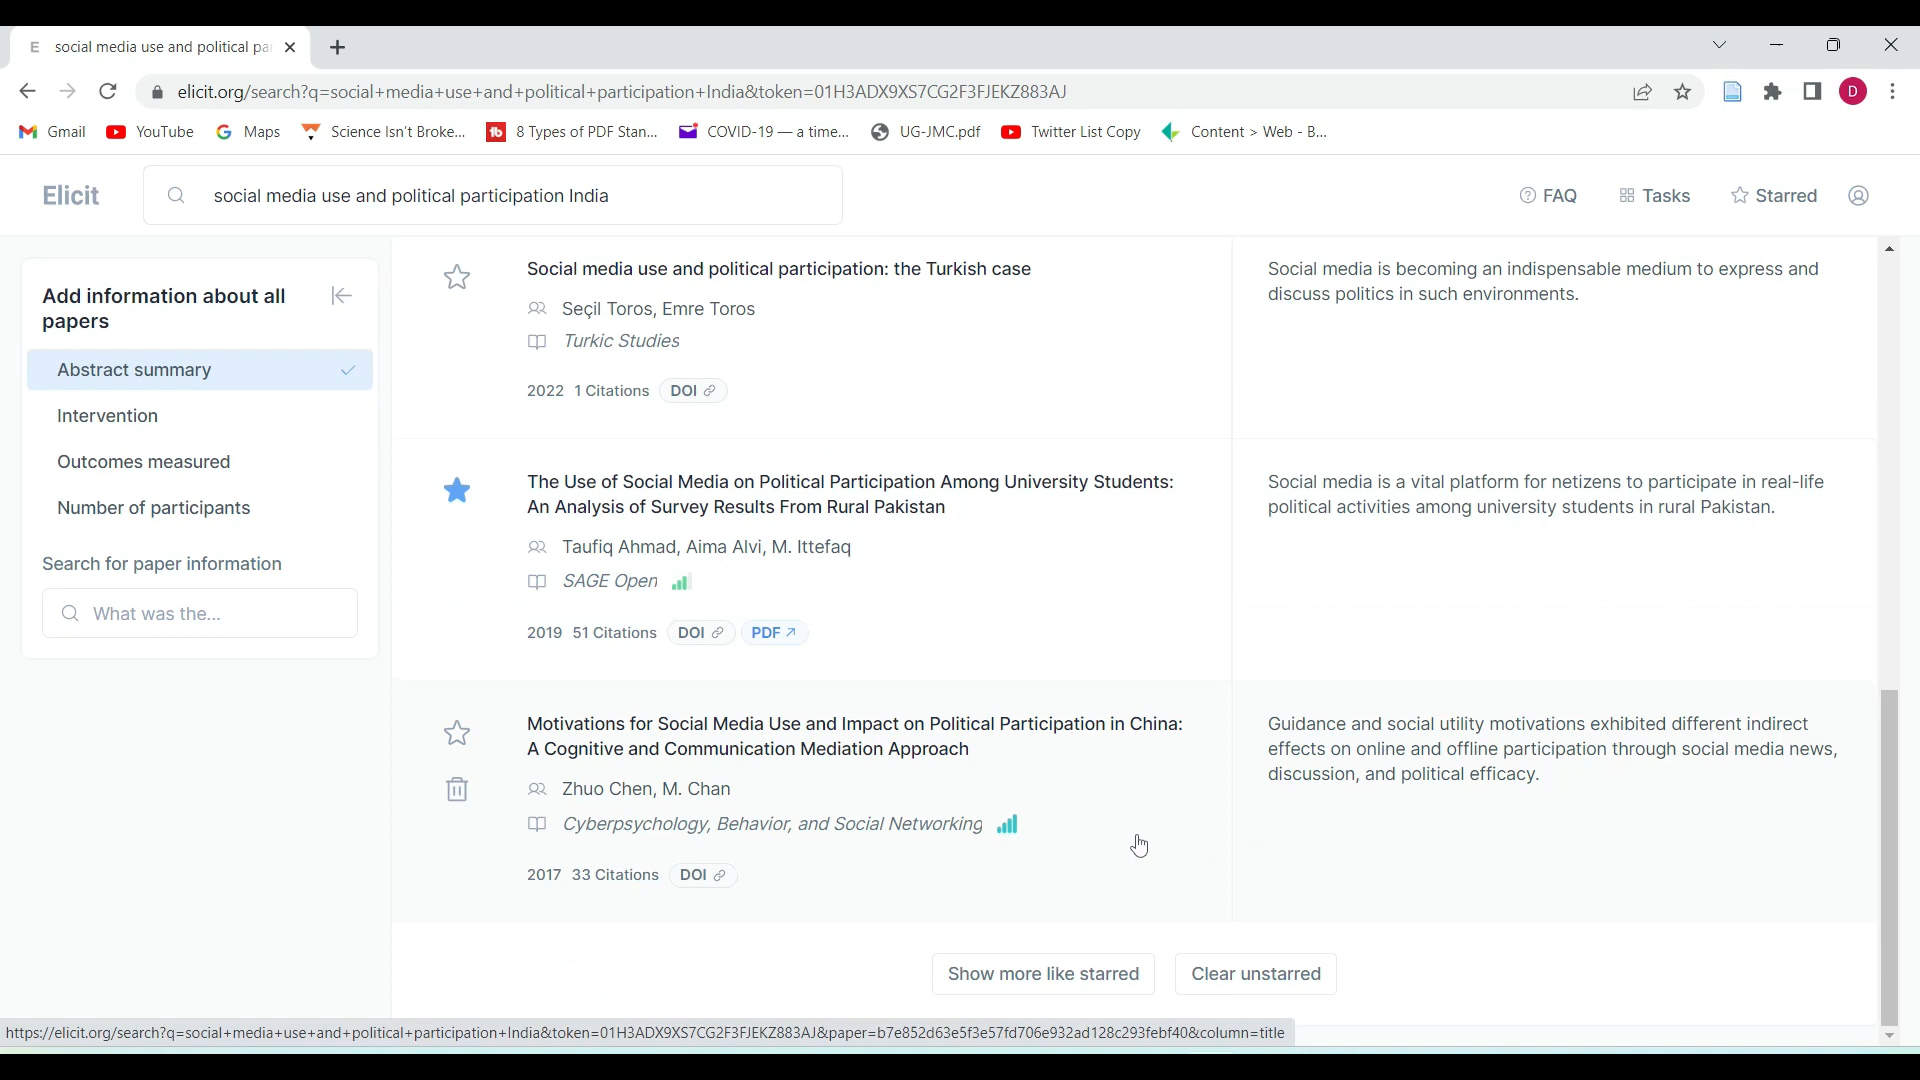 E social media use and political pa
elicit.org/search?q=social+media+use+and+political+participation+India&token=01H3ADX9XS7CG2F3FJEKZ883AJ
D
Gmail YouTube Maps Science Isn't Broke... 8 Types of PDF Stan... COVID-19 — a time... UG-JMC.pdf Twitter List Copy Content > Web - B...
Elicit
social media use and political participation India
FAQ Tasks Starred
Add information about all
papers
Abstract summary
Intervention
Outcomes measured
Number of participants
Search for paper information
What was the...
Social media use and political participation: the Turkish case
Seçil Toros, Emre Toros
Turkic Studies
2022 1 Citations DOI
Social media is becoming an indispensable medium to express and
discuss politics in such environments.
The Use of Social Media on Political Participation Among University Students:
An Analysis of Survey Results From Rural Pakistan
Taufiq Ahmad, Aima Alvi, M. Ittefaq
SAGE Open
2019 51 Citations DOI PDF
Social media is a vital platform for netizens to participate in real-life
political activities among university students in rural Pakistan.
Motivations for Social Media Use and Impact on Political Participation in China:
A Cognitive and Communication Mediation Approach
Zhuo Chen, M. Chan
Cyberpsychology, Behavior, and Social Networking
2017 33 Citations DOI
Guidance and social utility motivations exhibited different indirect
effects on online and offline participation through social media news,
discussion, and political efficacy.
Show more like starred Clear unstarred
https://elicit.org/search?q=social+media+use+and+political+participation+India&token=01H3ADX9XS7CG2F3FJEKZ883AJ&paper=b7e852d63e5f3e57fd706e932ad128c293febf40&column=title